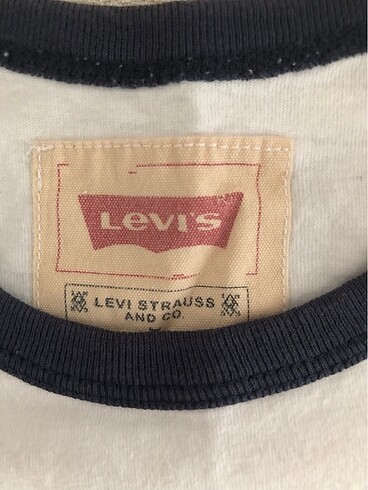 LEVI'S
LEVI STRAUSS
AND CO.